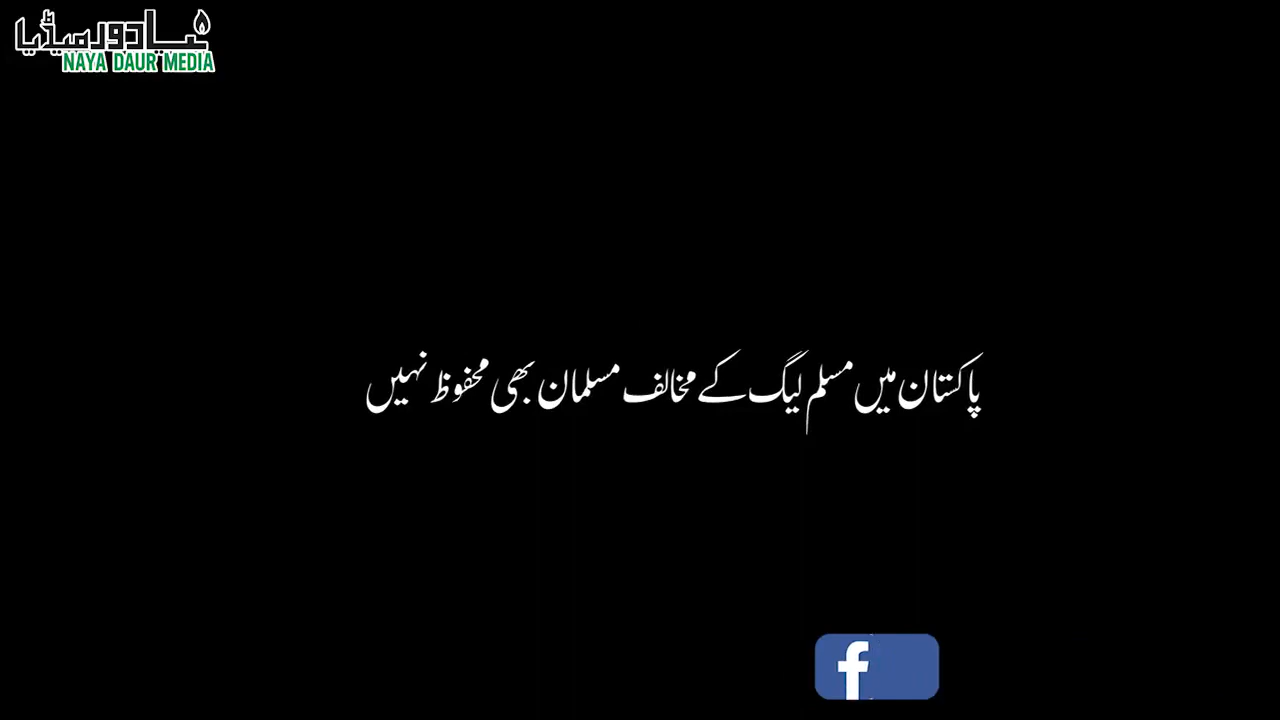 نیا دور میڈیا
NAYA DAUR MEDIA
پاکستان میں مسلم لیگ کے مخالف مسلمان بھی محفوظ نہیں
f